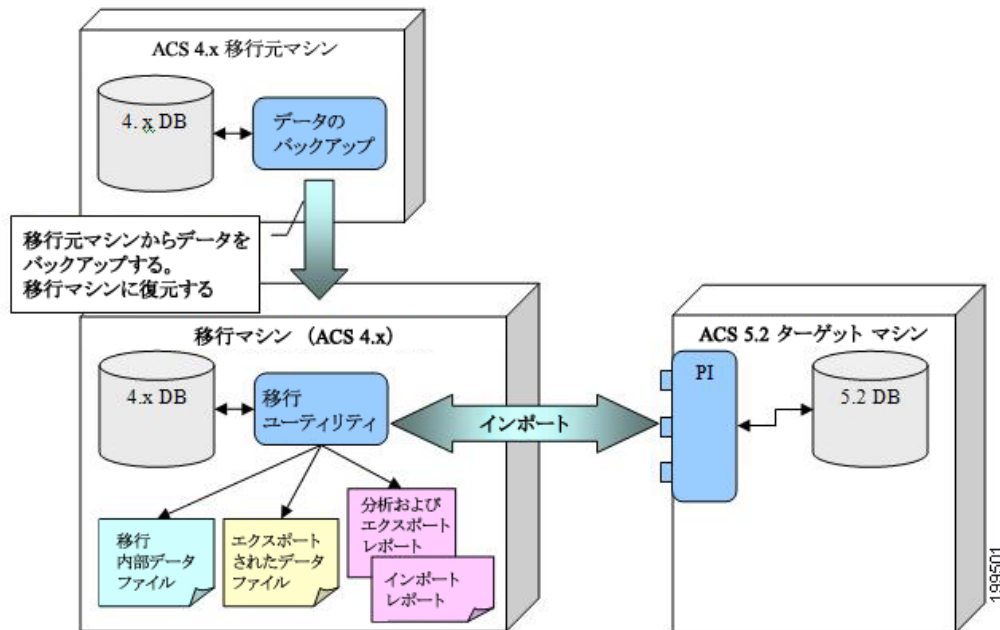 ACS 4.x 移行元マシン
4. x DB
データの
バックアップ
移行元マシンからデータを
バックアップする。
移行マシンに復元する
移行マシン (ACS 4.x)
4.x DB
移行
ユーティリティ
インポート
ACS 5.2 ターゲット マシン
PI
5.2 DB
移行
内部データ
ファイル
エクスポート
されたデータ
ファイル
分析および
エクスポート
レポート
インポート
レポート
199501